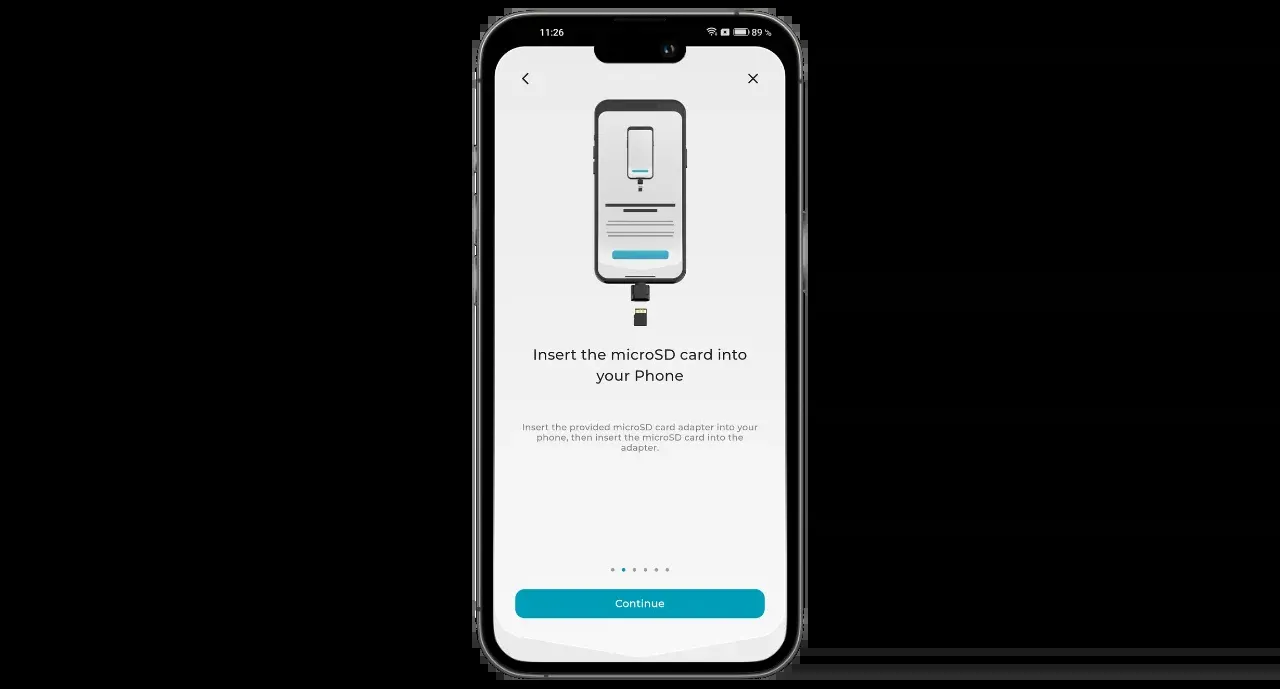 11:26
89 %
Insert the microSD card into
your Phone
Insert the provided microSD card adapter into your
phone, then insert the microSD card into the
adapter.
Continue